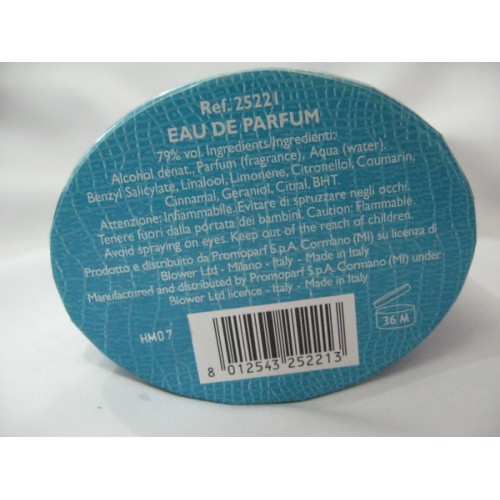 Ref. 25221
EAU DE PARFUM
79% vol. Ingredients/Ingredienti:
Alcohol denat., Parfum (fragrance), Aqua (water),
Benzyl Salicylate, Linalool, Limonene, Citronellol, Coumarin,
Cinnamal, Geraniol, Citral, BHT
Attenzione: Infiammabile. Evitare di spruzzare negli occhi.
Tenere fuori dalla portata dei bambini. Caution: Flammable.
Avoid spraying on eyes. Keep out of the reach of children.
Prodotto e distribuito da Promoparf S.p.A. Cormano (MI) su licenza di
Blower Ltd - Milano - Italy - Made in Italy
Manufactured and distributed by Promoparf S.p.A. Cormano (MI) under
Blower Ltd licence - Italy - Made in Italy
HM07
36 M
8 012543 252213